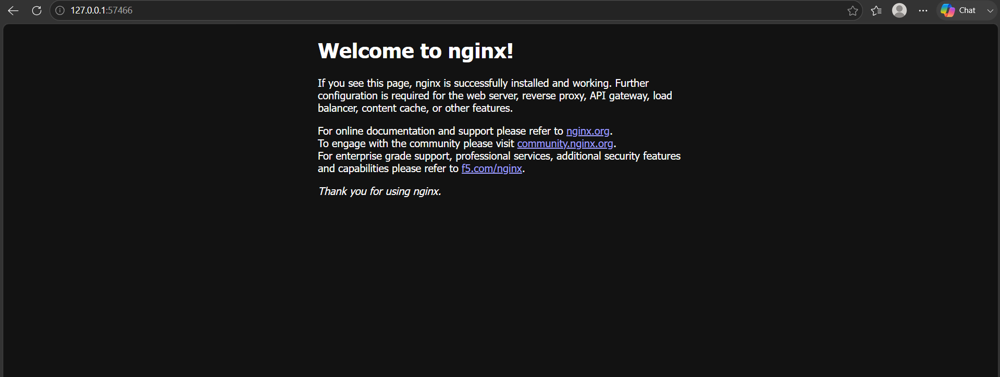 127.0.0.1:57466
Chat
Welcome to nginx!
If you see this page, nginx is successfully installed and working. Further
configuration is required for the web server, reverse proxy, API gateway, load
balancer, content cache, or other features.
For online documentation and support please refer to nginx.org.
To engage with the community please visit community.nginx.org.
For enterprise grade support, professional services, additional security features
and capabilities please refer to f5.com/nginx.
Thank you for using nginx.